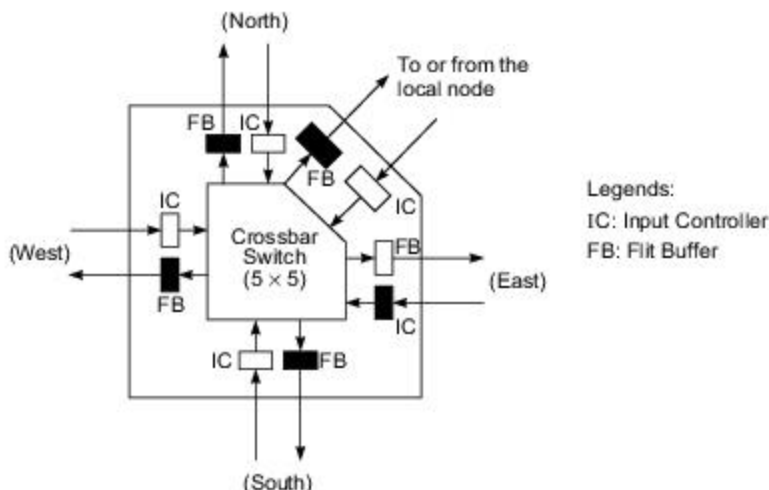 (North)
To or from the
local node
FB
IC
FB
IC
IC
Crossbar
Switch
(5 × 5)
FB
(West)
(East)
FB
IC
IC
FB
(South)
Legends:
IC: Input Controller
FB: Flit Buffer